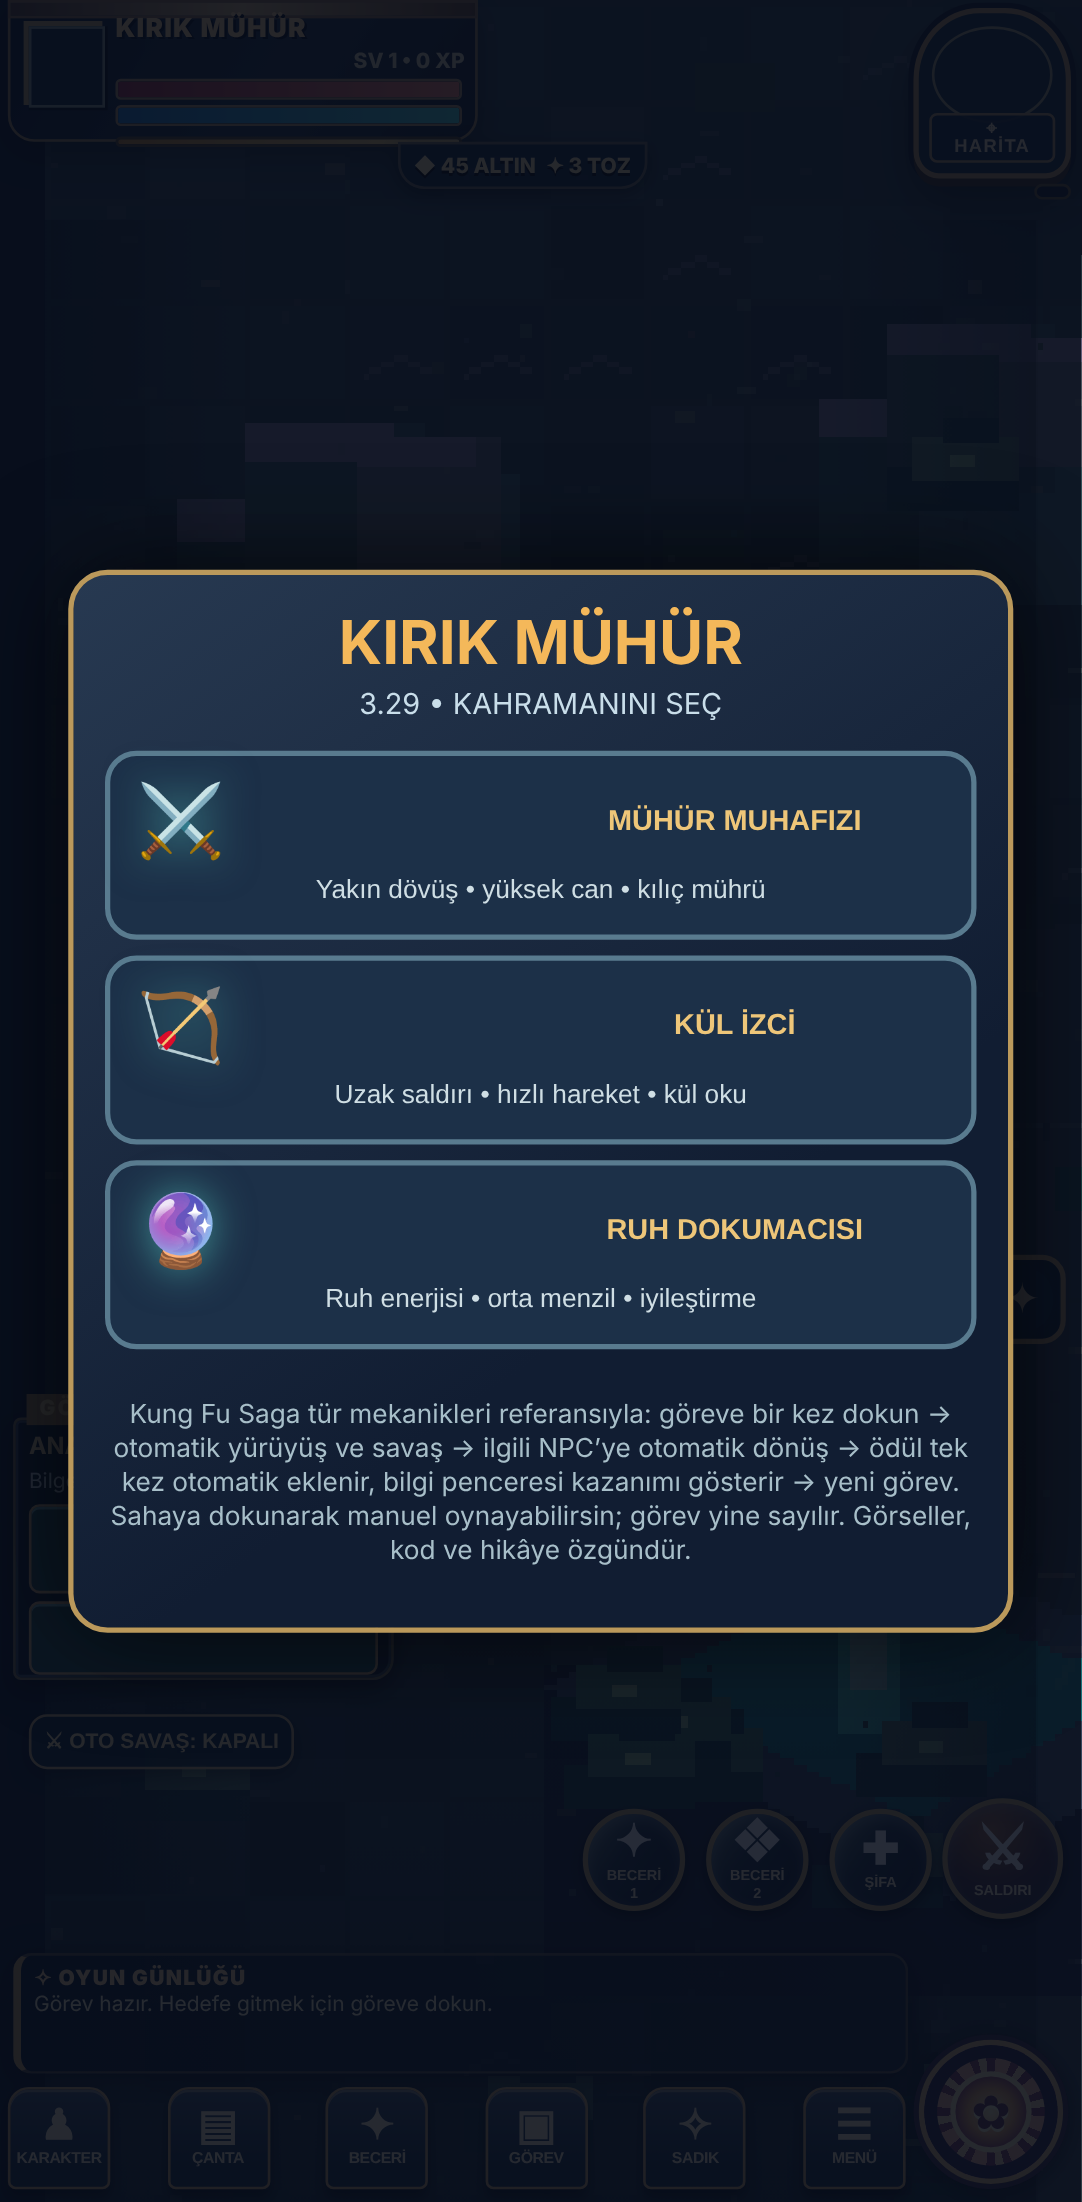 KIRIK MÜHÜR
SV 1 • 0 XP
◆ 45 ALTIN ✦ 3 TOZ
✦
HARİTA
KIRIK MÜHÜR
3.29 • KAHRAMANINI SEÇ
MÜHÜR MUHAFIZI
Yakın dövüş • yüksek can • kılıç mührü
KÜL İZCİ
Uzak saldırı • hızlı hareket • kül oku
RUH DOKUMACISI
Ruh enerjisi • orta menzil • iyileştirme
Kung Fu Saga tür mekanikleri referansıyla: göreve bir kez dokun →
otomatik yürüyüş ve savaş → ilgili NPC’ye otomatik dönüş → ödül tek
kez otomatik eklenir, bilgi penceresi kazanımı gösterir → yeni görev.
Sahaya dokunarak manuel oynayabilirsin; görev yine sayılır. Görseller,
kod ve hikâye özgündür.
⚔ OTO SAVAŞ: KAPALI
BECERİ
1
BECERİ
2
ŞİFA
SALDIRI
✧ OYUN GÜNLÜĞÜ
Görev hazır. Hedefe gitmek için göreve dokun.
KARAKTER
ÇANTA
BECERİ
GÖREV
SADIK
MENÜ